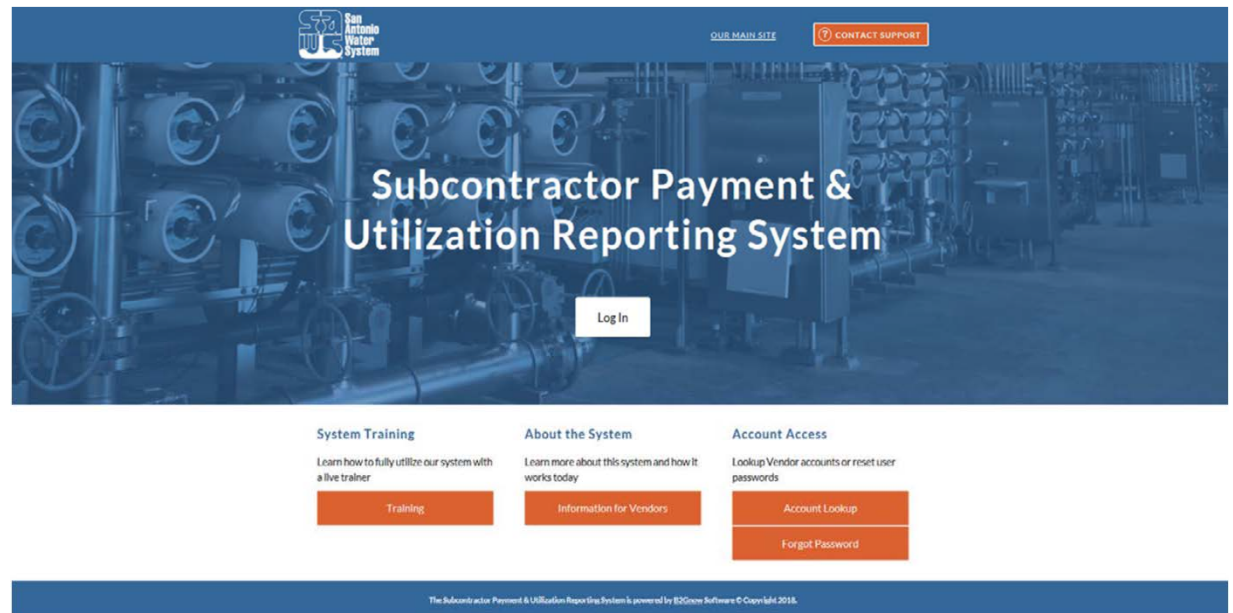 San
Antonio
Water
System
OUR MAIN SITE
? CONTACT SUPPORT
Subcontractor Payment &
Utilization Reporting System
Log In
System Training
Learn how to fully utilize our system with
a live trainer
Training
About the System
Learn more about this system and how it
works today
Information for Vendors
Account Access
Lookup Vendor accounts or reset user
passwords
Account Lookup
Forgot Password
The Subcontractor Payment & Utilization Reporting System is powered by B2Gnow Software © Copyright 2018.